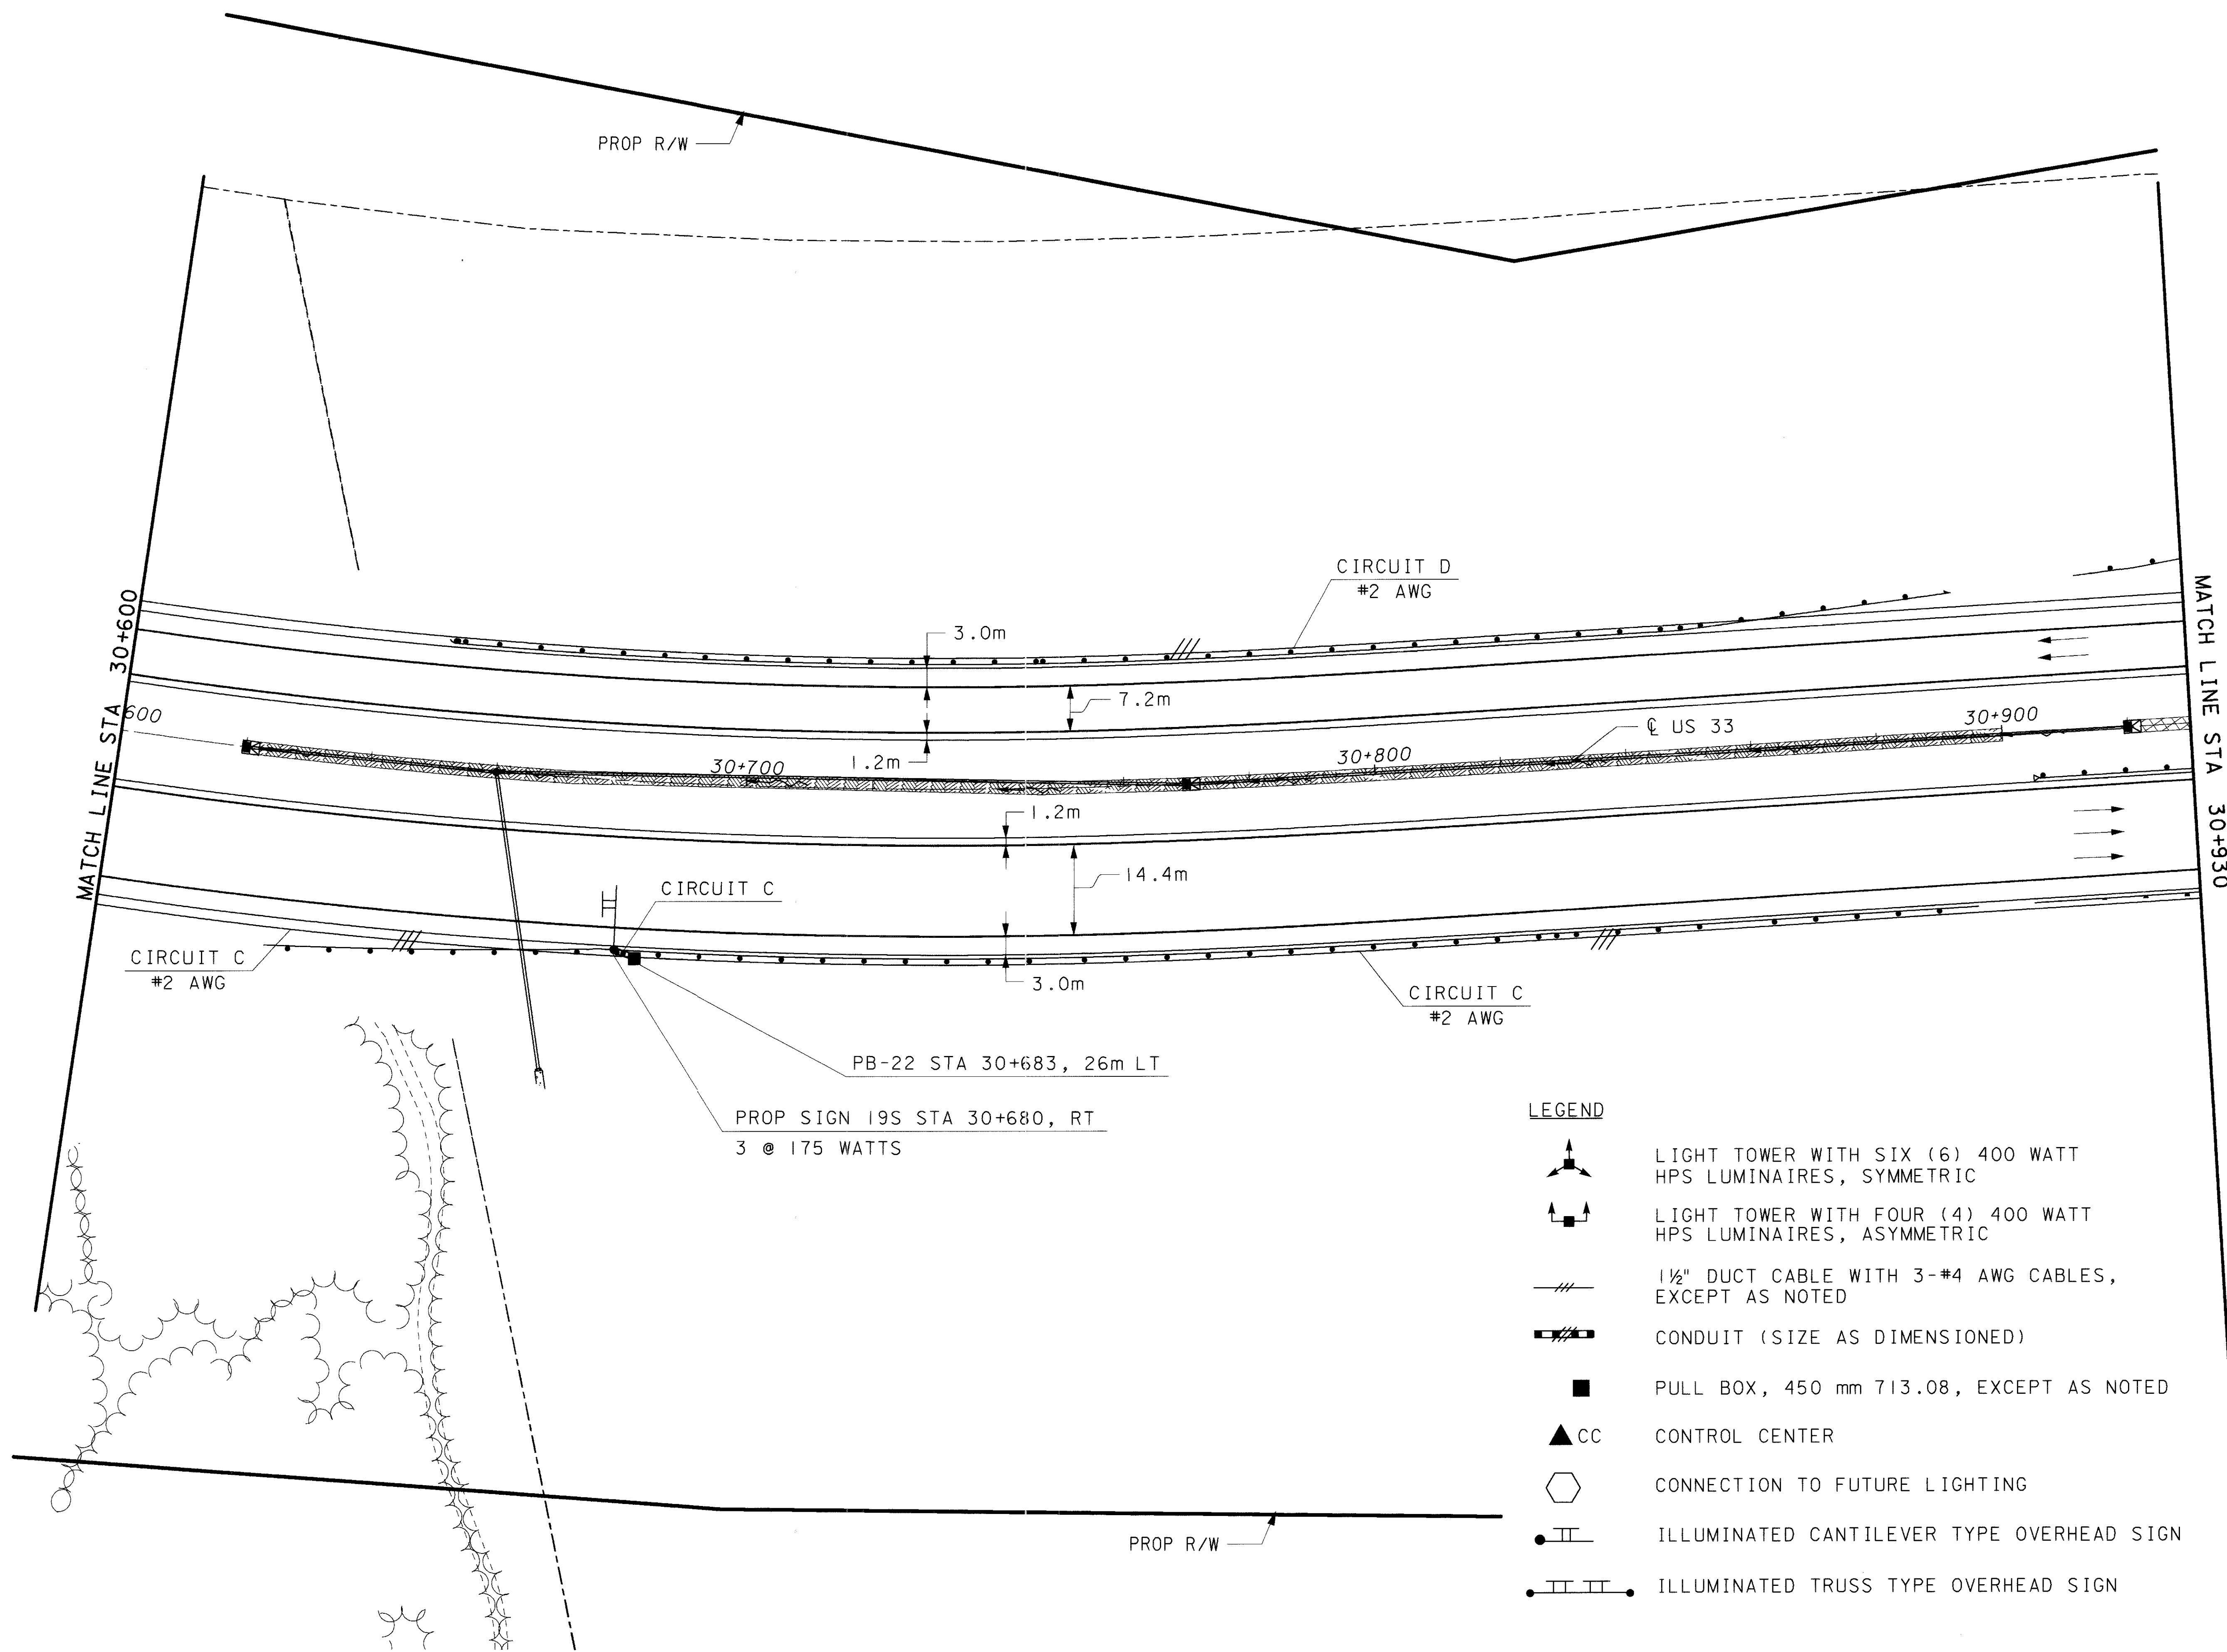 PROP R/W
CIRCUIT D
#2 AWG
MATCH LINE STA 30+600
MATCH LINE STA 30+930
3.0m
7.2m
600
30+700
1.2m
30+800
℄ US 33
30+900
1.2m
14.4m
CIRCUIT C
CIRCUIT C
#2 AWG
3.0m
CIRCUIT C
#2 AWG
PB-22 STA 30+683, 26m LT
PROP SIGN 19S STA 30+680, RT
3 @ 175 WATTS
LEGEND
LIGHT TOWER WITH SIX (6) 400 WATT
HPS LUMINAIRES, SYMMETRIC
LIGHT TOWER WITH FOUR (4) 400 WATT
HPS LUMINAIRES, ASYMMETRIC
1½" DUCT CABLE WITH 3-#4 AWG CABLES,
EXCEPT AS NOTED
CONDUIT (SIZE AS DIMENSIONED)
PULL BOX, 450 mm 713.08, EXCEPT AS NOTED
CC CONTROL CENTER
CONNECTION TO FUTURE LIGHTING
ILLUMINATED CANTILEVER TYPE OVERHEAD SIGN
ILLUMINATED TRUSS TYPE OVERHEAD SIGN
PROP R/W